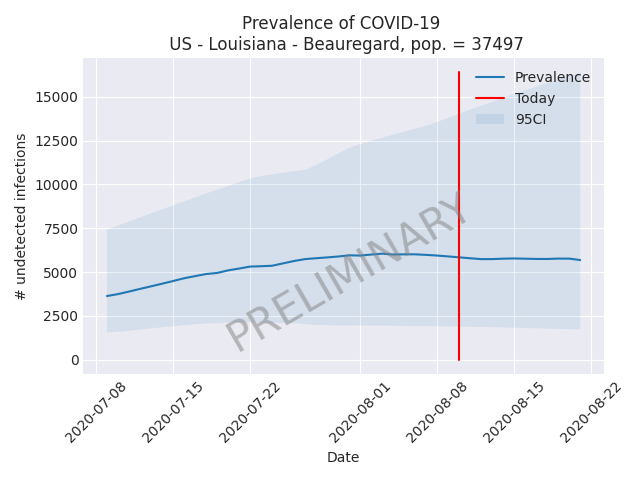 Prevalence of COVID-19
US - Louisiana - Beauregard, pop. = 37497
Prevalence
Today
95CI
15000
12500
10000
7500
5000
2500
0
# undetected infections
PRELIMINARY
2020-07-08
2020-07-15
2020-07-22
2020-08-01
2020-08-08
2020-08-15
2020-08-22
Date